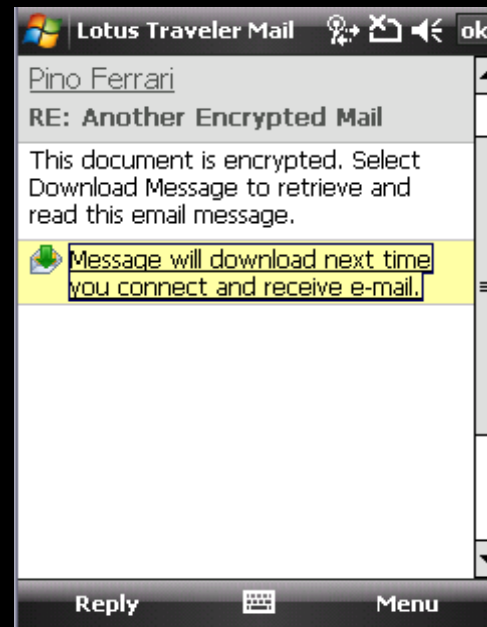 Lotus Traveler Mail
ok
Pino Ferrari
RE: Another Encrypted Mail
This document is encrypted. Select
Download Message to retrieve and
read this email message.
Message will download next time
you connect and receive e-mail.
Reply
Menu